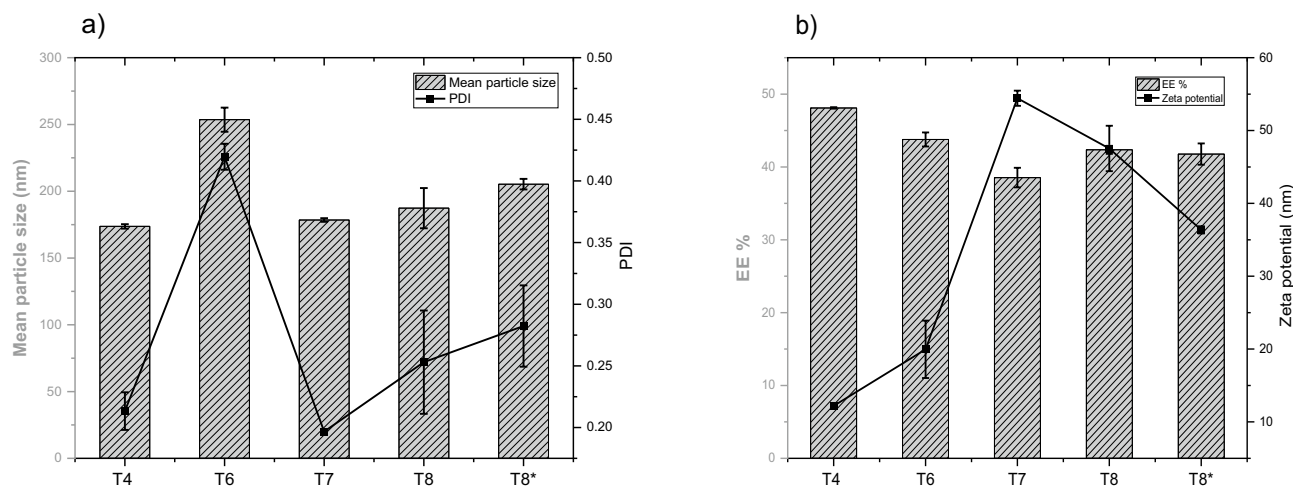 a)
Mean particle size (nm)
300
250
200
150
100
50
0
Mean particle size
PDI
0.50
0.45
0.40
0.35
0.30
0.25
0.20
PDI
T4 T6 T7 T8 T8*
b)
EE %
50
40
30
20
10
0
EE %
Zeta potential
60
50
40
30
20
10
Zeta potential (nm)
T4 T6 T7 T8 T8*